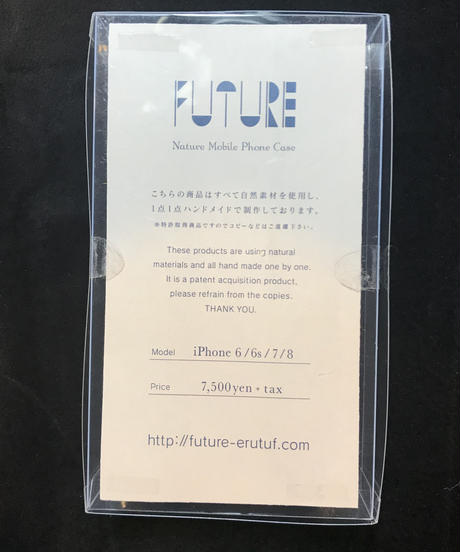 FUTURE
Nature Mobile Phone Case
こちらの商品はすべて自然素材を使用し、
1点1点ハンドメイドで制作しております。
※特許取得商品ですのでコピーなどはご遠慮下さい。
These products are using natural
materials and all hand made one by one.
It is a patent acquisition product,
please refrain from the copies.
THANK YOU.
Model iPhone 6/6s/7/8
Price 7,500yen + tax
http://future-erutuf.com